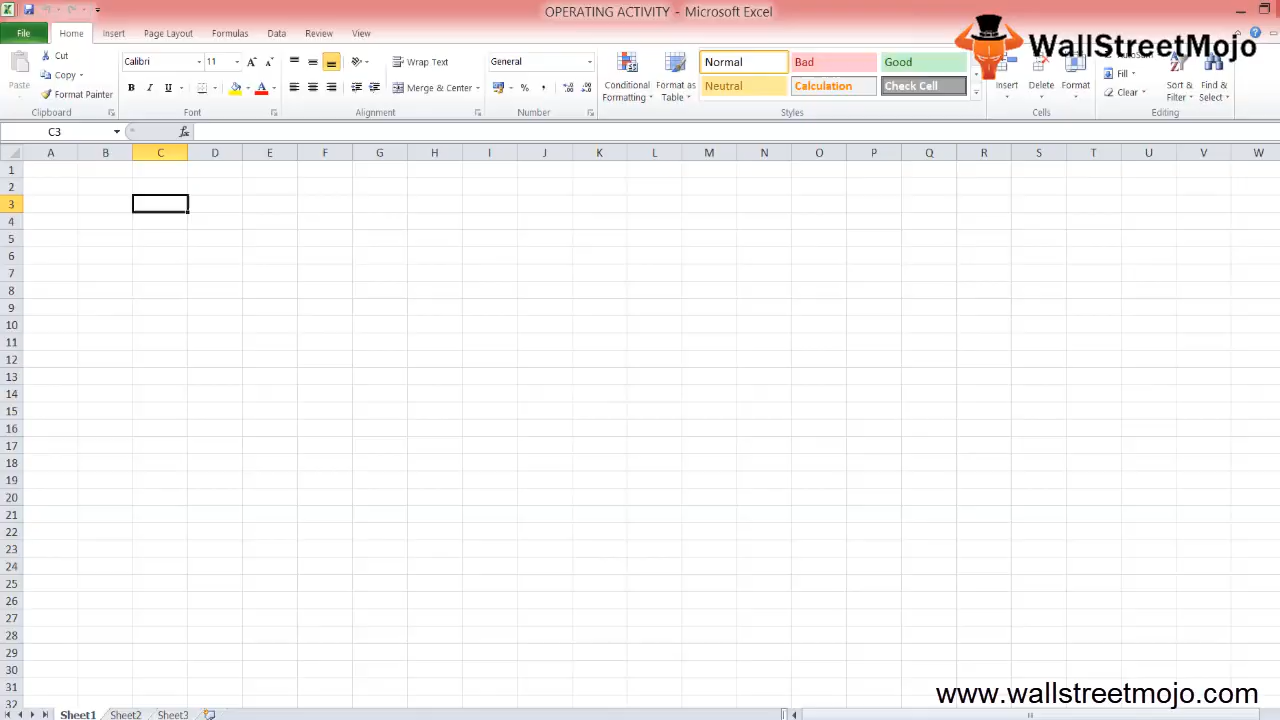 OPERATING ACTIVITY - Microsoft Excel
File Home Insert Page Layout Formulas Data Review View
WallStreetMojo
Paste
Cut
Copy
Format Painter
Clipboard
Calibri 11
B I U
Font
Wrap Text
Merge & Center
Alignment
General
% ,
Number
Conditional Formatting
Format as Table
Normal Bad Good
Neutral Calculation Check Cell
Styles
Insert Delete Format
Cells
Fill
Clear
Sort & Filter
Find & Select
Editing
C3 fx
A B C D E F G H I J K L M N O P Q R S T U V W
1
2
3
4
5
6
7
8
9
10
11
12
13
14
15
16
17
18
19
20
21
22
23
24
25
26
27
28
29
30
31
32
www.wallstreetmojo.com
Sheet1 Sheet2 Sheet3